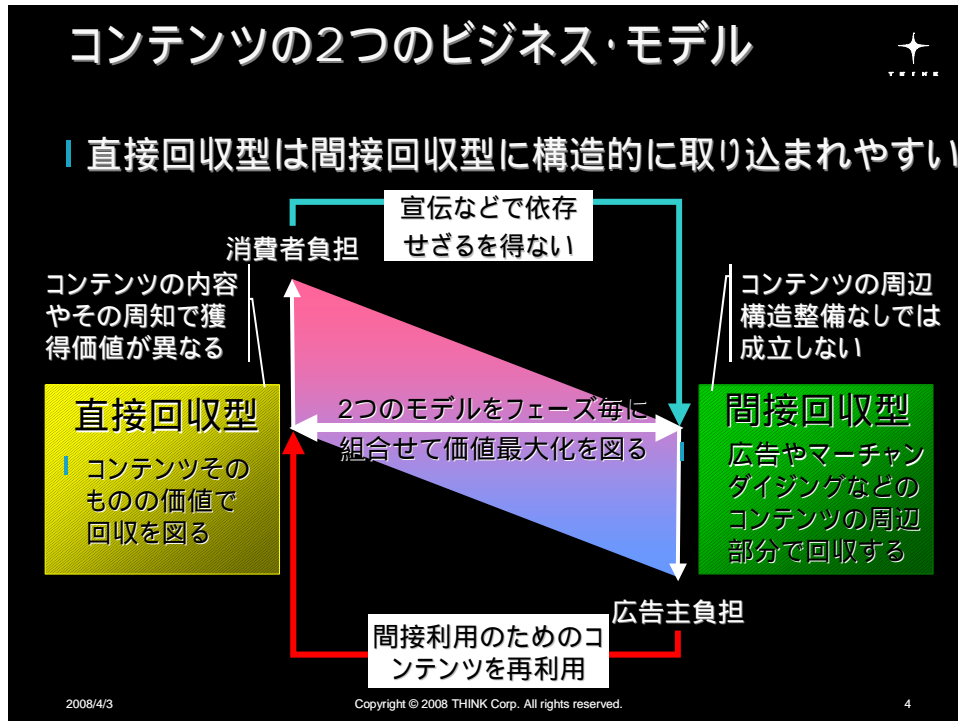 コンテンツの2つのビジネス・モデル
THINK
直接回収型は間接回収型に構造的に取り込まれやすい
宣伝などで依存
せざるを得ない
消費者負担
コンテンツの内容
やその周知で獲
得価値が異なる
コンテンツの周辺
構造整備なしでは
成立しない
直接回収型
コンテンツその
ものの価値で
回収を図る
2つのモデルをフェーズ毎に
組合せて価値最大化を図る
間接回収型
広告やマーチャン
ダイジングなどの
コンテンツの周辺
部分で回収する
広告主負担
間接利用のためのコ
ンテンツを再利用
2008/4/3
Copyright © 2008 THINK Corp. All rights reserved.
4